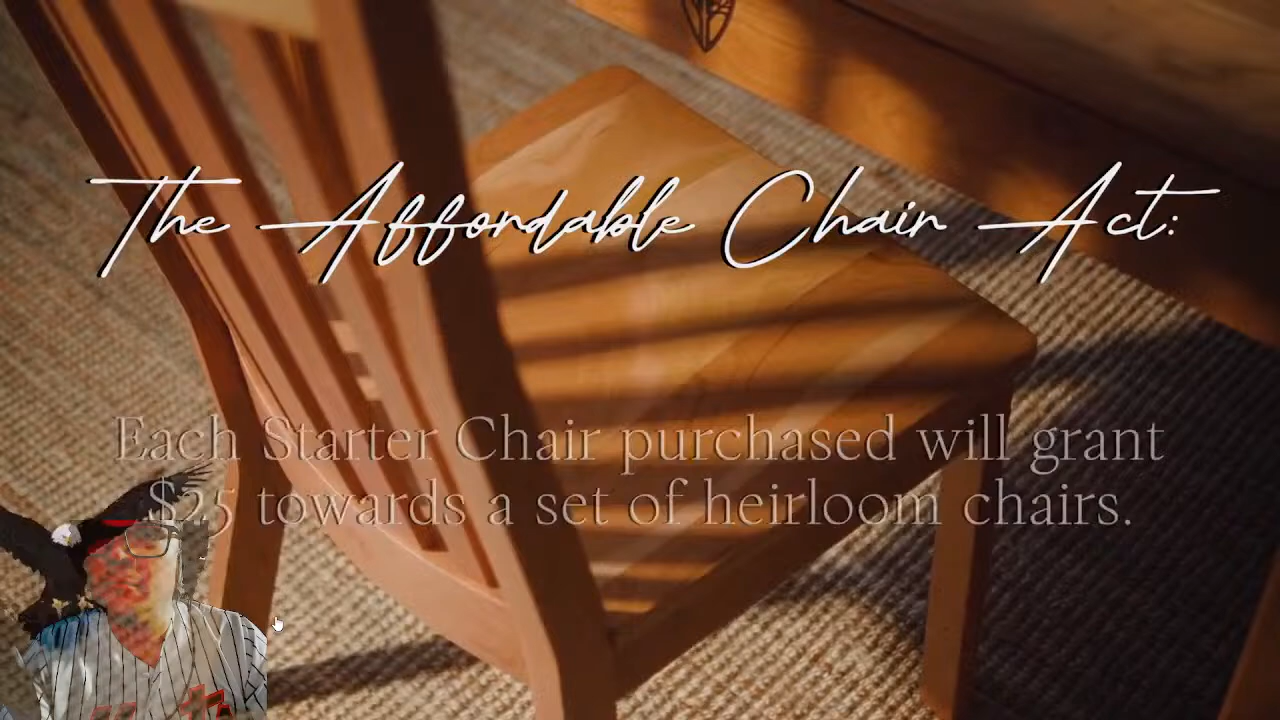 The Affordable Chair Act:
Each Starter Chair purchased will grant
$25 towards a set of heirloom chairs.